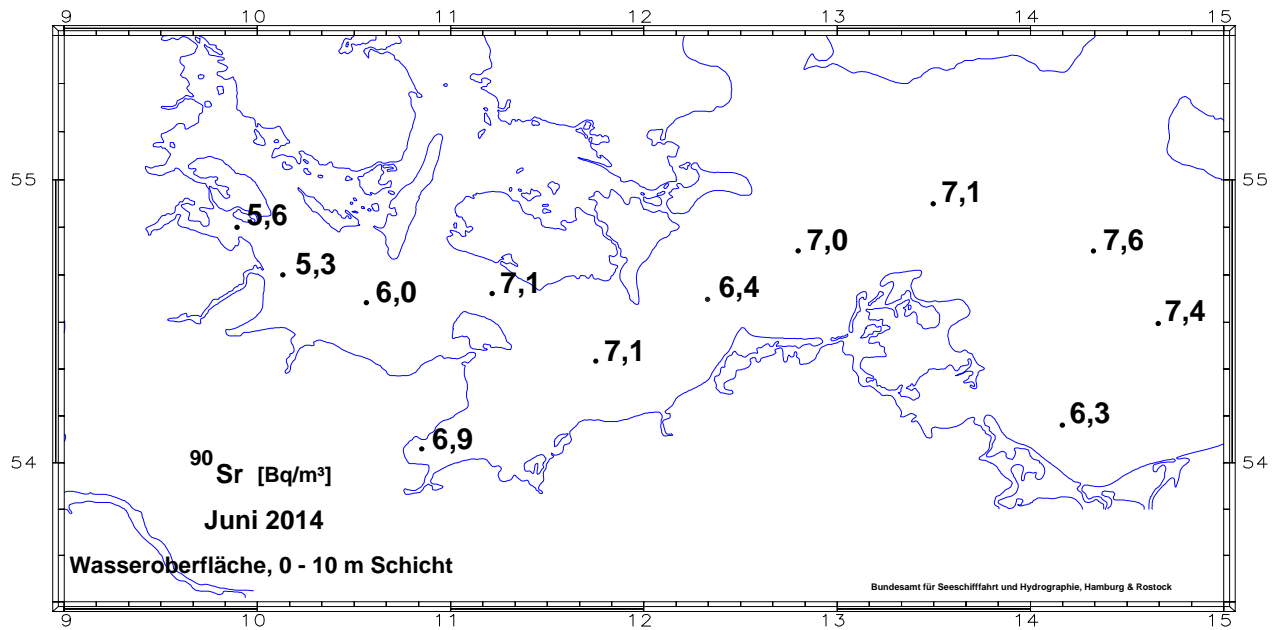 9 10 11 12 13 14 15
7,1
55 55
5,6
7,0 7,6
5,3
7,1
6,0 6,4
7,4
7,1
6,3
6,9
54 54
90Sr [Bq/m³]
Juni 2014
Wasseroberfläche, 0 - 10 m Schicht
Bundesamt für Seeschifffahrt und Hydrographie, Hamburg & Rostock
9 10 11 12 13 14 15